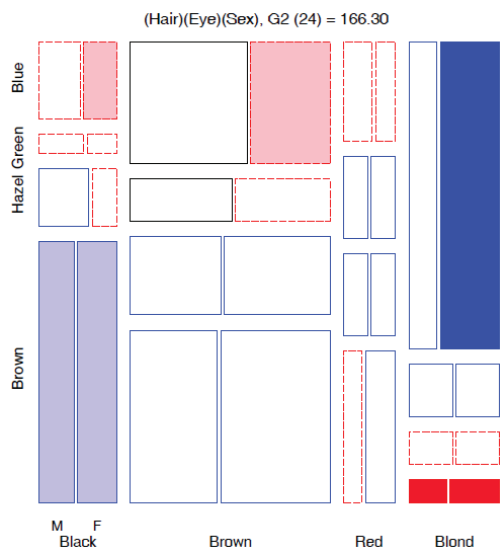 (Hair)(Eye)(Sex), G2 (24) = 166.30
Blue
Green
Hazel
Brown
M F
Black Brown Red Blond